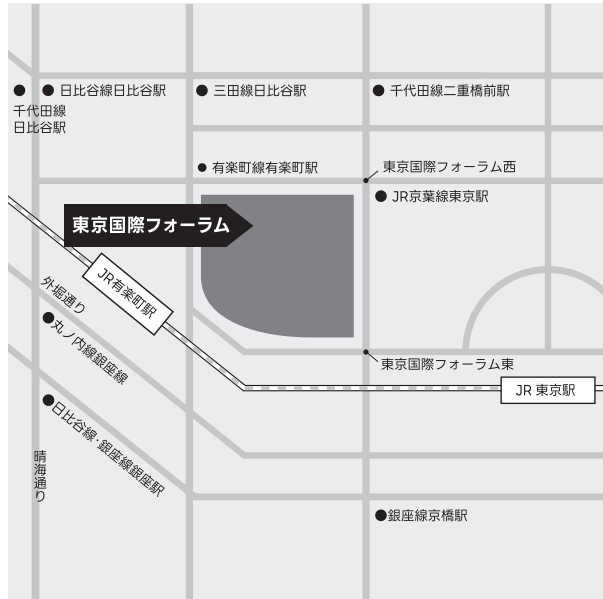 日比谷線日比谷駅
三田線日比谷駅
千代田線二重橋前駅
千代田線
日比谷駅
有楽町線有楽町駅
東京国際フォーラム西
JR京葉線東京駅
東京国際フォーラム
JR有楽町駅
外堀通り
丸ノ内線銀座線
東京国際フォーラム東
JR 東京駅
日比谷線・銀座線銀座駅
晴海通り
銀座線京橋駅